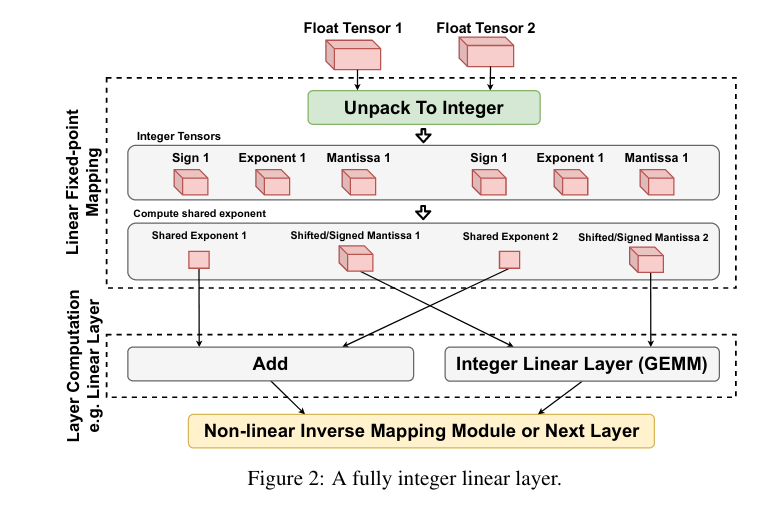 Float Tensor 1
Float Tensor 2
Linear Fixed-point
Mapping
Unpack To Integer
Integer Tensors
Sign 1
Exponent 1
Mantissa 1
Sign 1
Exponent 1
Mantissa 1
Compute shared exponent
Shared Exponent 1
Shifted/Signed Mantissa 1
Shared Exponent 2
Shifted/Signed Mantissa 2
Layer Computation
e.g. Linear Layer
Add
Integer Linear Layer (GEMM)
Non-linear Inverse Mapping Module or Next Layer
Figure 2: A fully integer linear layer.